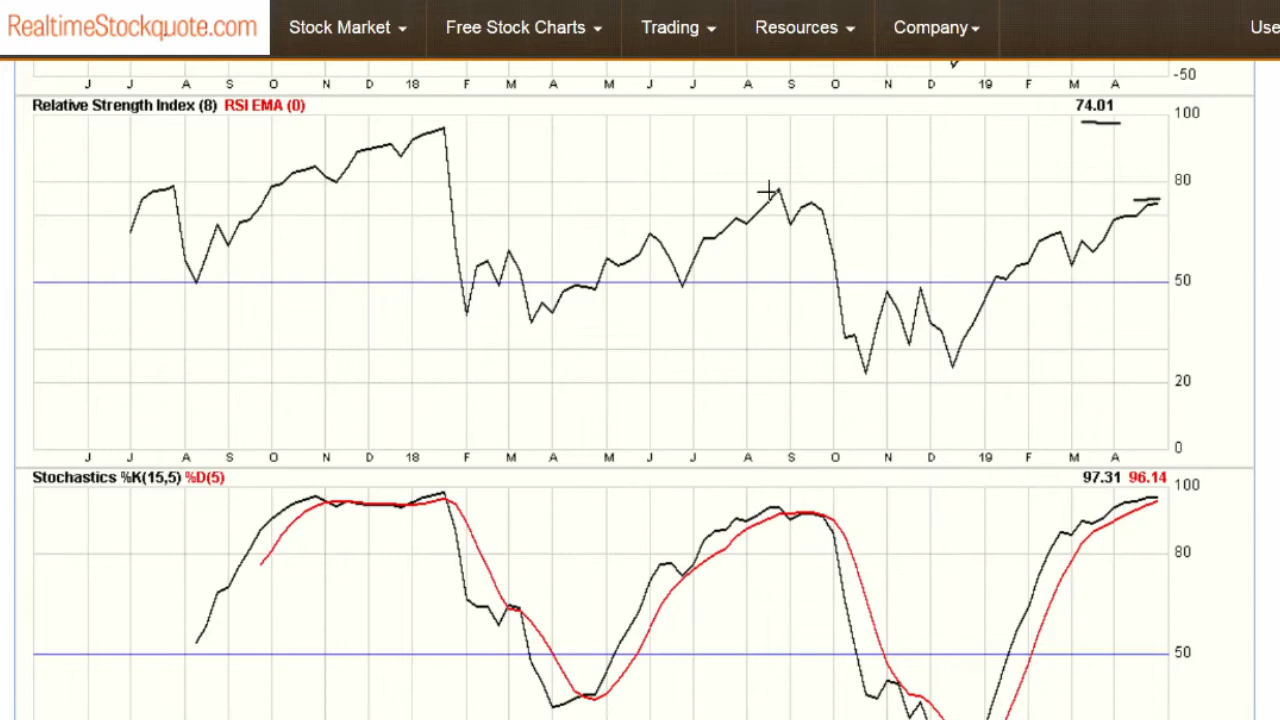 RealtimeStockquote.com Stock Market Free Stock Charts Trading Resources Company Use
-50
J J A S O N D 18 F M A M J J A S O N D 19 F M A
Relative Strength Index (8) RSI EMA (0) 74.01
100
80
50
20
0
J J A S O N D 18 F M A M J J A S O N D 19 F M A
Stochastics %K(15,5) %D(5) 97.31 96.14
100
80
50